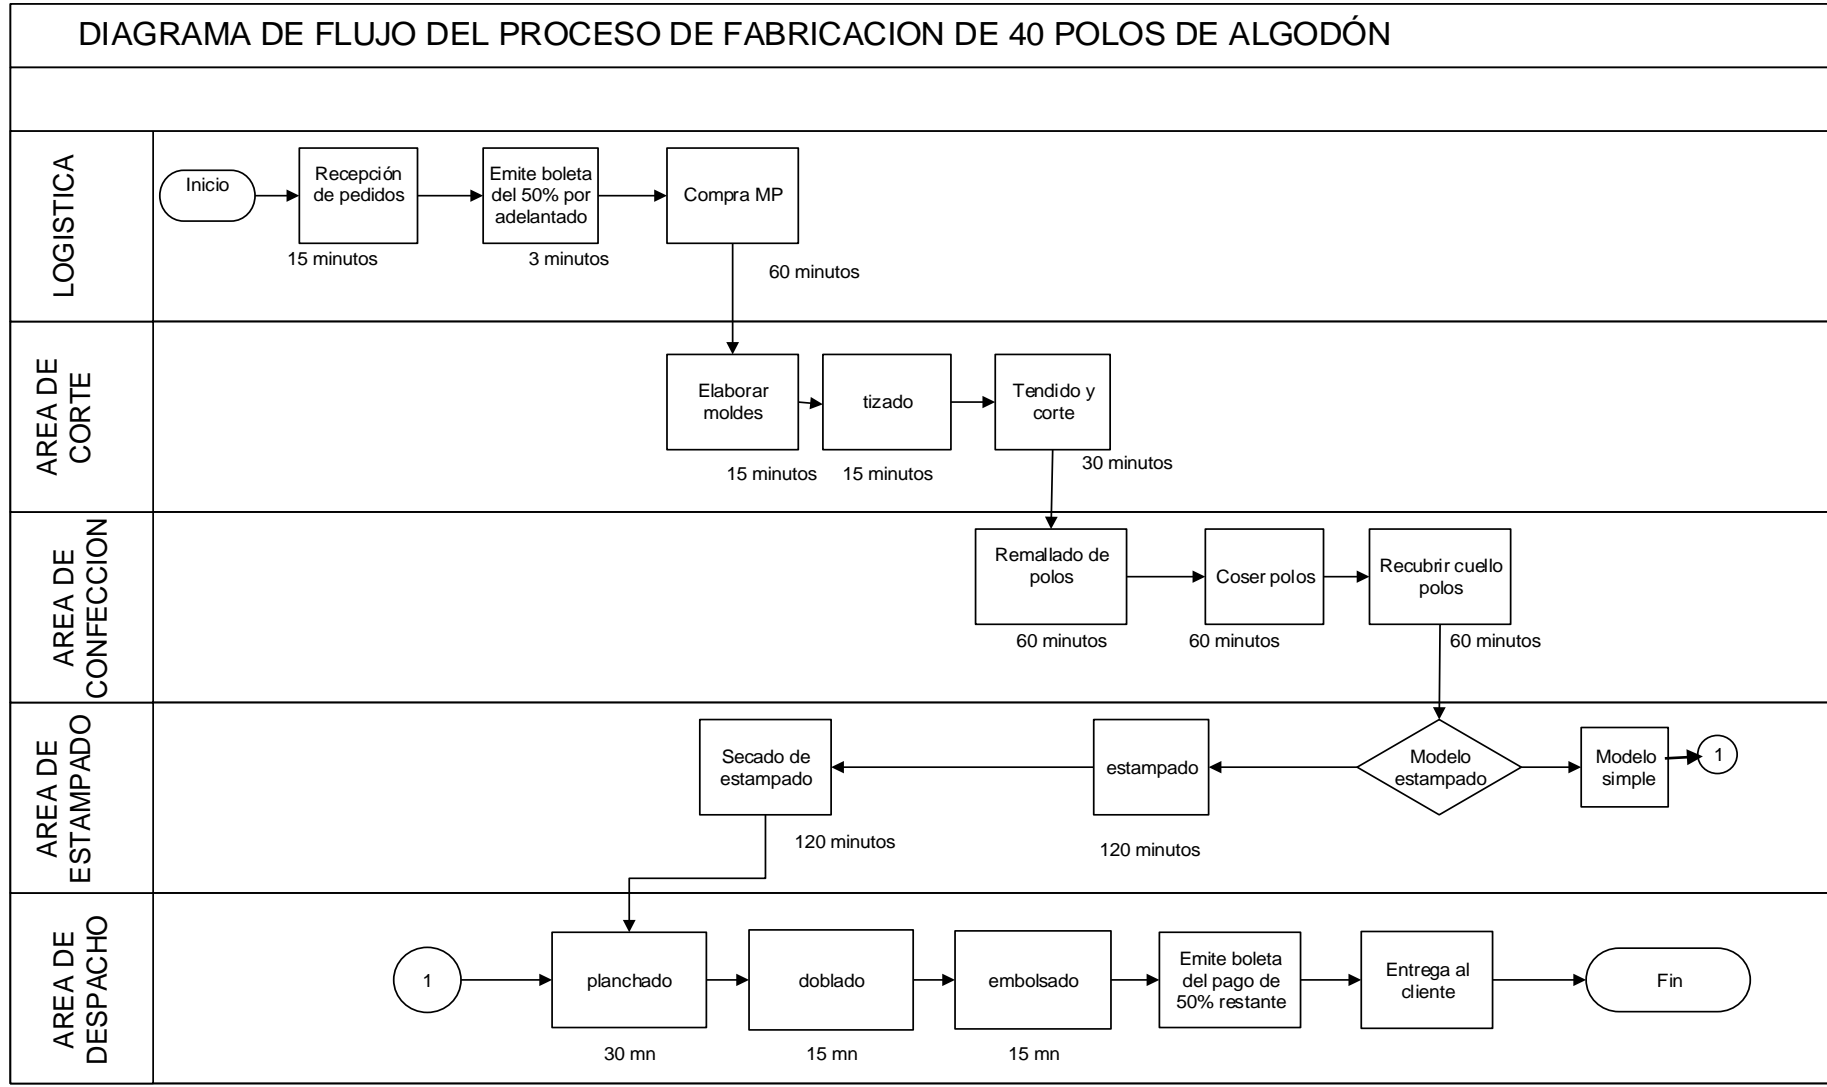 DIAGRAMA DE FLUJO DEL PROCESO DE FABRICACION DE 40 POLOS DE ALGODÓN
LOGISTICA
Inicio
Recepción
de pedidos
15 minutos
Emite boleta
del 50% por
adelantado
3 minutos
Compra MP
60 minutos
AREA DE
CORTE
Elaborar
moldes
15 minutos
tizado
15 minutos
Tendido y
corte
30 minutos
AREA DE
CONFECCION
Remallado de
polos
60 minutos
Coser polos
60 minutos
Recubrir cuello
polos
60 minutos
AREA DE
ESTAMPADO
Secado de
estampado
120 minutos
estampado
120 minutos
Modelo
estampado
Modelo
simple
1
AREA DE
DESPACHO
1
planchado
30 mn
doblado
15 mn
embolsado
15 mn
Emite boleta
del pago de
50% restante
Entrega al
cliente
Fin